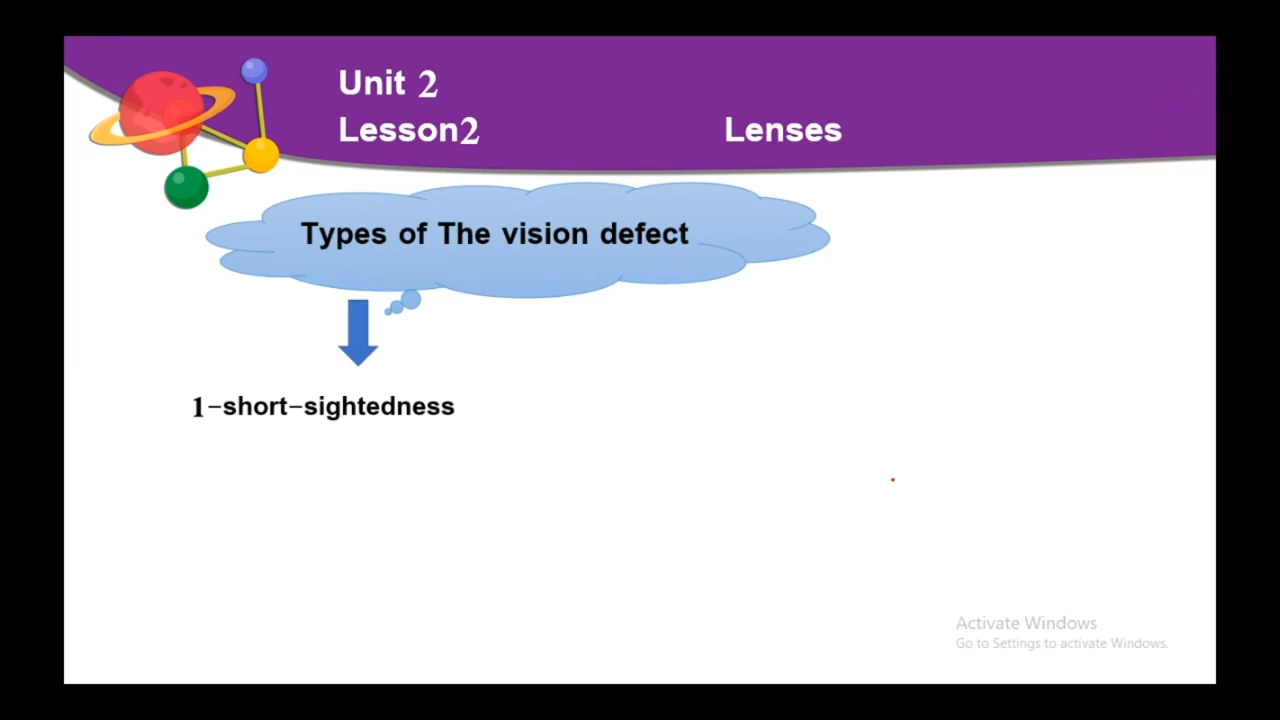 Unit 2
Lesson2 Lenses
Types of The vision defect
1-short-sightedness
Activate Windows
Go to Settings to activate Windows.